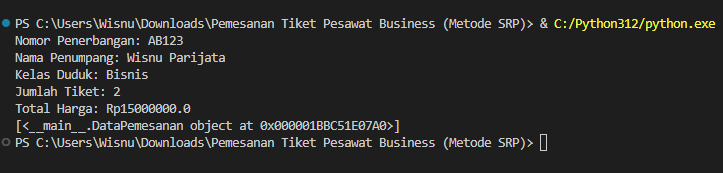 PS C:\Users\Wisnu\Downloads\Pemesanan Tiket Pesawat Business (Metode SRP)> & C:/Python312/python.exe
Nomor Penerbangan: AB123
Nama Penumpang: Wisnu Parijata
Kelas Duduk: Bisnis
Jumlah Tiket: 2
Total Harga: Rp15000000.0
[<__main__.DataPemesanan object at 0x000001BBC51E07A0>]
PS C:\Users\Wisnu\Downloads\Pemesanan Tiket Pesawat Business (Metode SRP)>